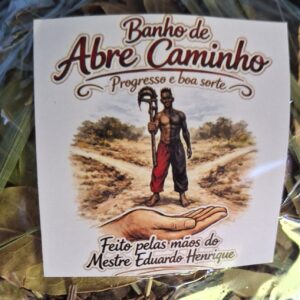 Banho de
Abre Caminho
Progresso e boa sorte
Feito pelas mãos do
Mestre Eduardo Henrique